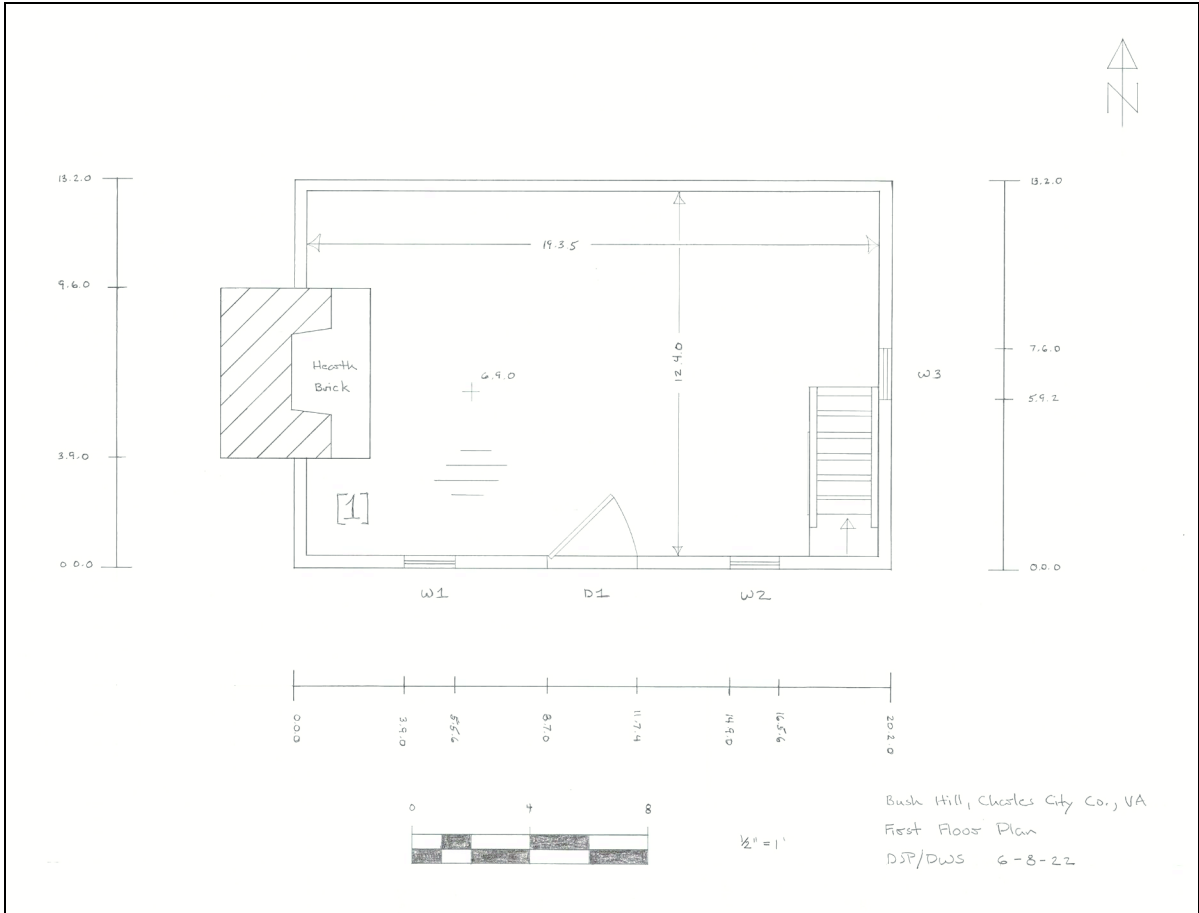 N
13.2.0
13.2.0
19.3.5
9.6.0
12.4.0
7.6.0
Hearth
Brick
6.9.0
W3
5.9.2
3.9.0
[1]
0.0.0
0.0.0
W1
D1
W2
0.0.0
3.9.0
5.5.6
8.7.0
11.7.4
14.9.0
16.5.6
20.2.0
0 4 8
½" = 1'
Bush Hill, Charles City Co., VA
First Floor Plan
DSP/DWS 6-8-22